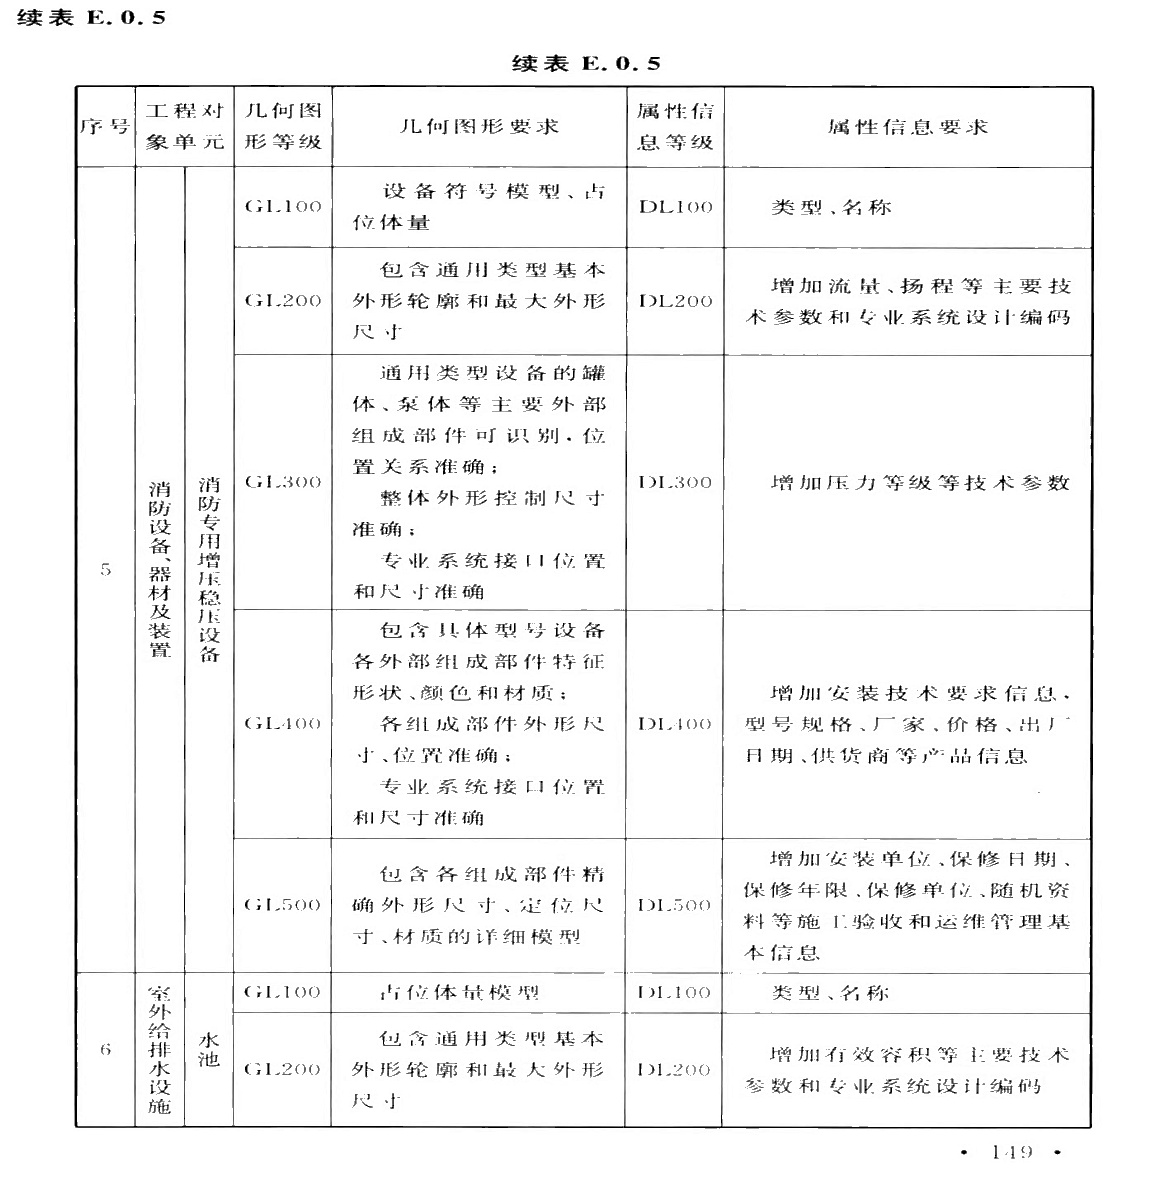 续表 E.0.5
续表 E.0.5
序号
工程对
象单元
几何图
形等级
几何图形要求
属性信
息等级
属性信息要求
5
消防设备、器材及装置
消防专用增压稳压设备
GL100
设备符号模型、占
位体量
DL100
类型、名称
GL200
包含通用类型基本
外形轮廓和最大外形
尺寸
DL200
增加流量、扬程等主要技
术参数和专业系统设计编码
GL300
通用类型设备的罐
体、泵体等主要外部
组成部件可识别,位
置关系准确;
整体外形控制尺寸
准确;
专业系统接口位置
和尺寸准确
DL300
增加压力等级等技术参数
GL400
包含具体型号设备
各外部组成部件特征
形状、颜色和材质;
各组成部件外形尺
寸、位置准确;
专业系统接口位置
和尺寸准确
DL400
增加安装技术要求信息,
型号规格、厂家、价格、出厂
日期、供货商等产品信息
GL500
包含各组成部件精
确外形尺寸、定位尺
寸、材质的详细模型
DL500
增加安装单位、保修日期、
保修年限、保修单位、随机资
料等施工验收和运维管理基
本信息
6
室外给排水设施
水池
GL100
占位体量模型
DL100
类型、名称
GL200
包含通用类型基本
外形轮廓和最大外形
尺寸
DL200
增加有效容积等主要技术
参数和专业系统设计编码
• 149 •